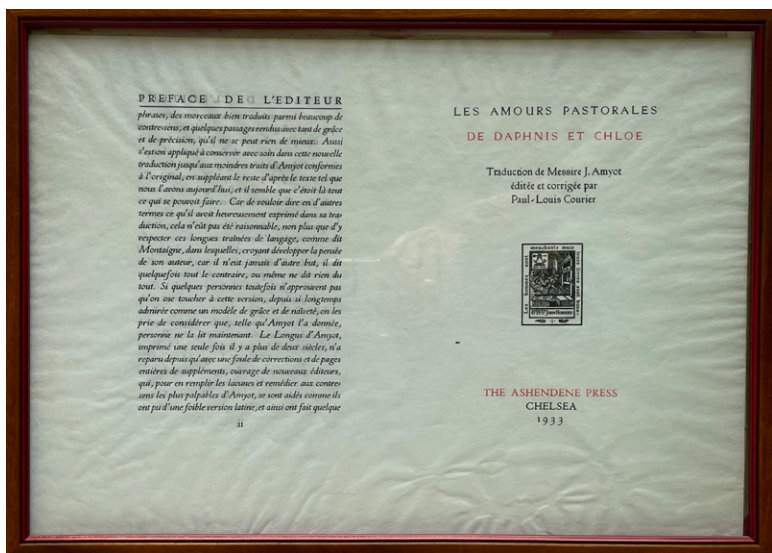 PREFACE DE L'EDITEUR
phrases, des morceaux bien traduits parmi beaucoup de
contre-sens, et quelques passages rendus avec tant de grâce
et de précision, qu'il ne se peut rien de mieux. Aussi
s'est-on appliqué à conserver avec soin dans cette nouvelle
traduction jusqu'aux moindres traits d'Amyot conformes
à l'original, en suppléant le reste d'après le texte tel que
nous l'avons aujourd'hui, et il semble que c'étoit là tout
ce qui se pouvoit faire. Car de vouloir dire en d'autres
termes ce qu'il avoit heureusement exprimé dans sa tra-
duction, cela n'eût pas été raisonnable, non plus que d'y
respecter ces longues traînées de langage, comme dit
Montaigne, dans lesquelles, croyant développer la pensée
de son auteur, car il n'eut jamais d'autre but, il dit
quelquefois tout le contraire, ou même ne dit rien du
tout. Si quelques personnes toutefois n'approuvent pas
qu'on ose toucher à cette version, depuis si longtemps
admirée comme un modèle de grâce et de naïveté, on les
prie de considérer que, telle qu'Amyot l'a donnée,
personne ne la lit maintenant. Le Longus d'Amyot,
imprimé une seule fois il y a plus de deux siècles, n'a
reparu depuis qu'avec une foule de corrections et de pages
entières de suppléments, ouvrage de nouveaux éditeurs,
qui, pour en remplir les lacunes et remédier aux contre-
sens les plus palpables d'Amyot, se sont aidés comme ils
ont pu d'une foible version latine, et ainsi ont fait quelque
ii
LES AMOURS PASTORALES
DE DAPHNIS ET CHLOE
Traduction de Messire J. Amyot
éditée et corrigée par
Paul-Louis Courier
Les hommes sont
meschants mais
leurs livres sont bons
THE ASHENDENE PRESS
CHELSEA
1933